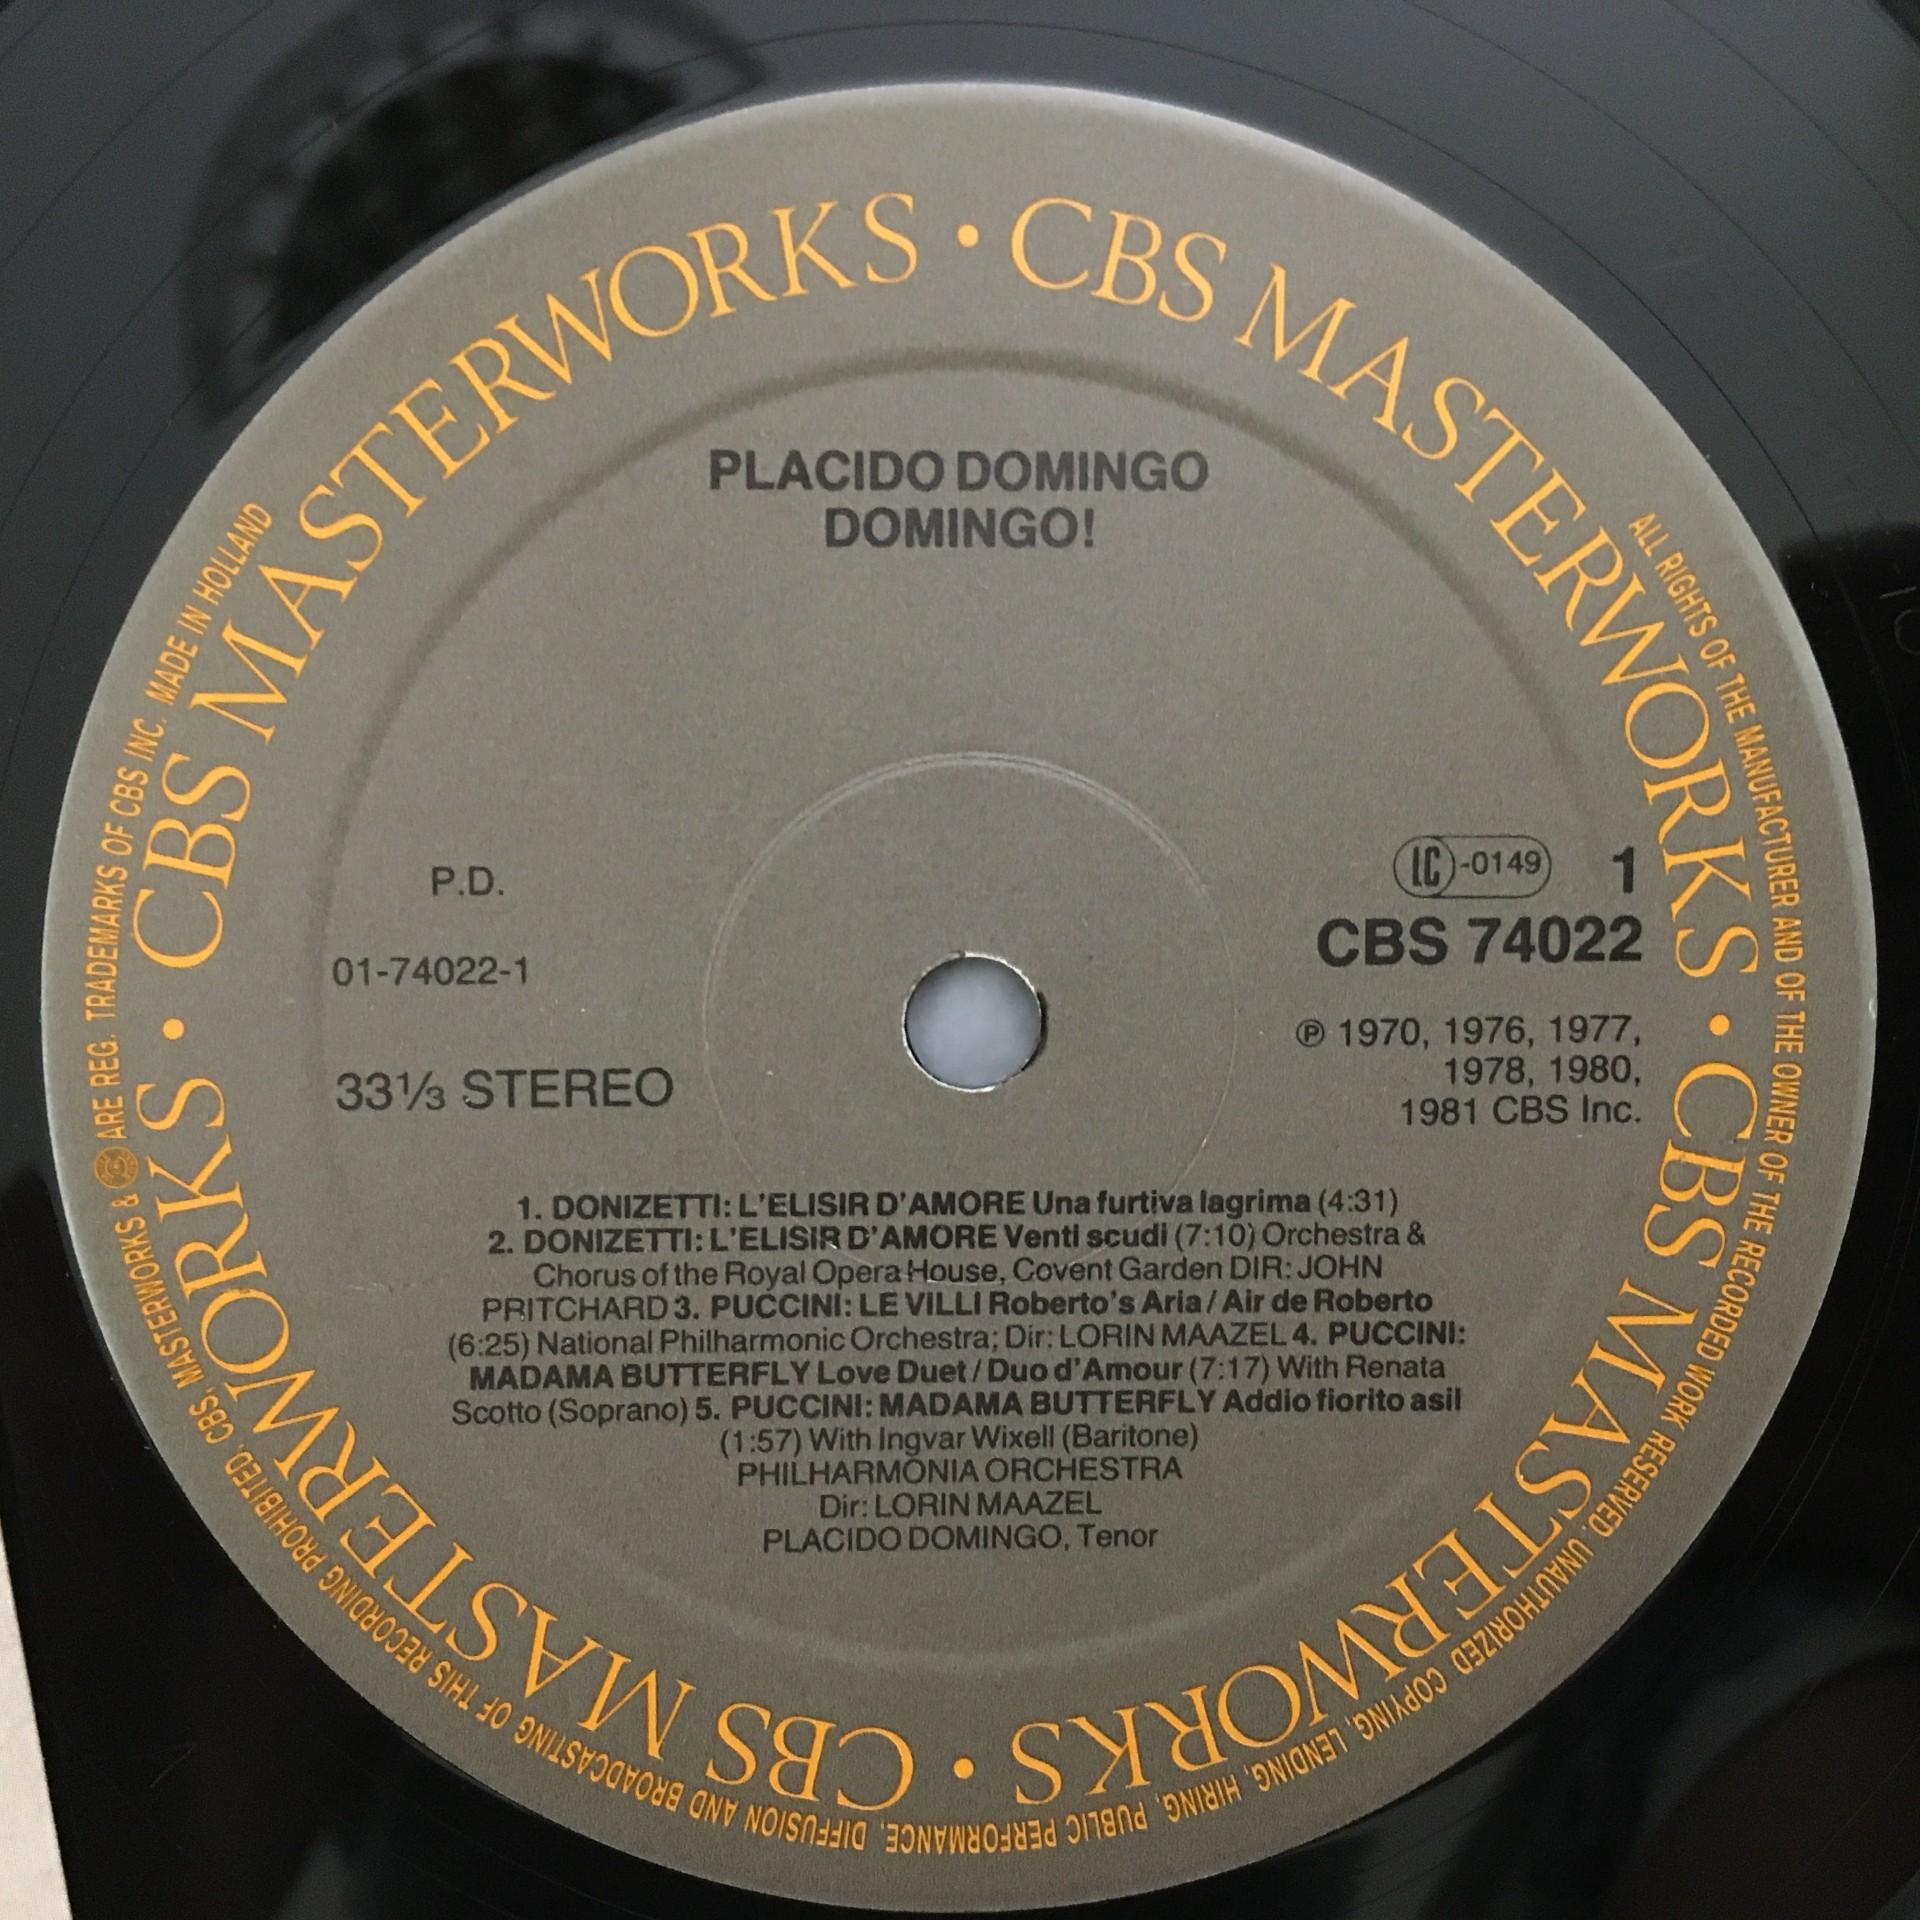 CBS MASTERWORKS • CBS MASTERWORKS • CBS MASTERWORKS • CBS MASTERWORKS •
ALL RIGHTS OF THE MANUFACTURER AND OF THE OWNER OF THE RECORDED WORK RESERVED. UNAUTHORIZED COPYING, LENDING, HIRING, PUBLIC PERFORMANCE, DIFFUSION AND BROADCASTING OF THIS RECORDING PROHIBITED. CBS, MASTERWORKS & ARE REG. TRADEMARKS OF CBS INC. MADE IN HOLLAND
PLACIDO DOMINGO
DOMINGO!
P.D.
01-74022-1
33⅓ STEREO
LC -0149 1
CBS 74022
℗ 1970, 1976, 1977,
1978, 1980,
1981 CBS Inc.
1. DONIZETTI: L'ELISIR D'AMORE Una furtiva lagrima (4:31)
2. DONIZETTI: L'ELISIR D'AMORE Venti scudi (7:10) Orchestra &
Chorus of the Royal Opera House, Covent Garden DIR: JOHN
PRITCHARD 3. PUCCINI: LE VILLI Roberto's Aria / Air de Roberto
(6:25) National Philharmonic Orchestra; Dir: LORIN MAAZEL 4. PUCCINI:
MADAMA BUTTERFLY Love Duet / Duo d'Amour (7:17) With Renata
Scotto (Soprano) 5. PUCCINI: MADAMA BUTTERFLY Addio fiorito asil
(1:57) With Ingvar Wixell (Baritone)
PHILHARMONIA ORCHESTRA
Dir: LORIN MAAZEL
PLACIDO DOMINGO, Tenor